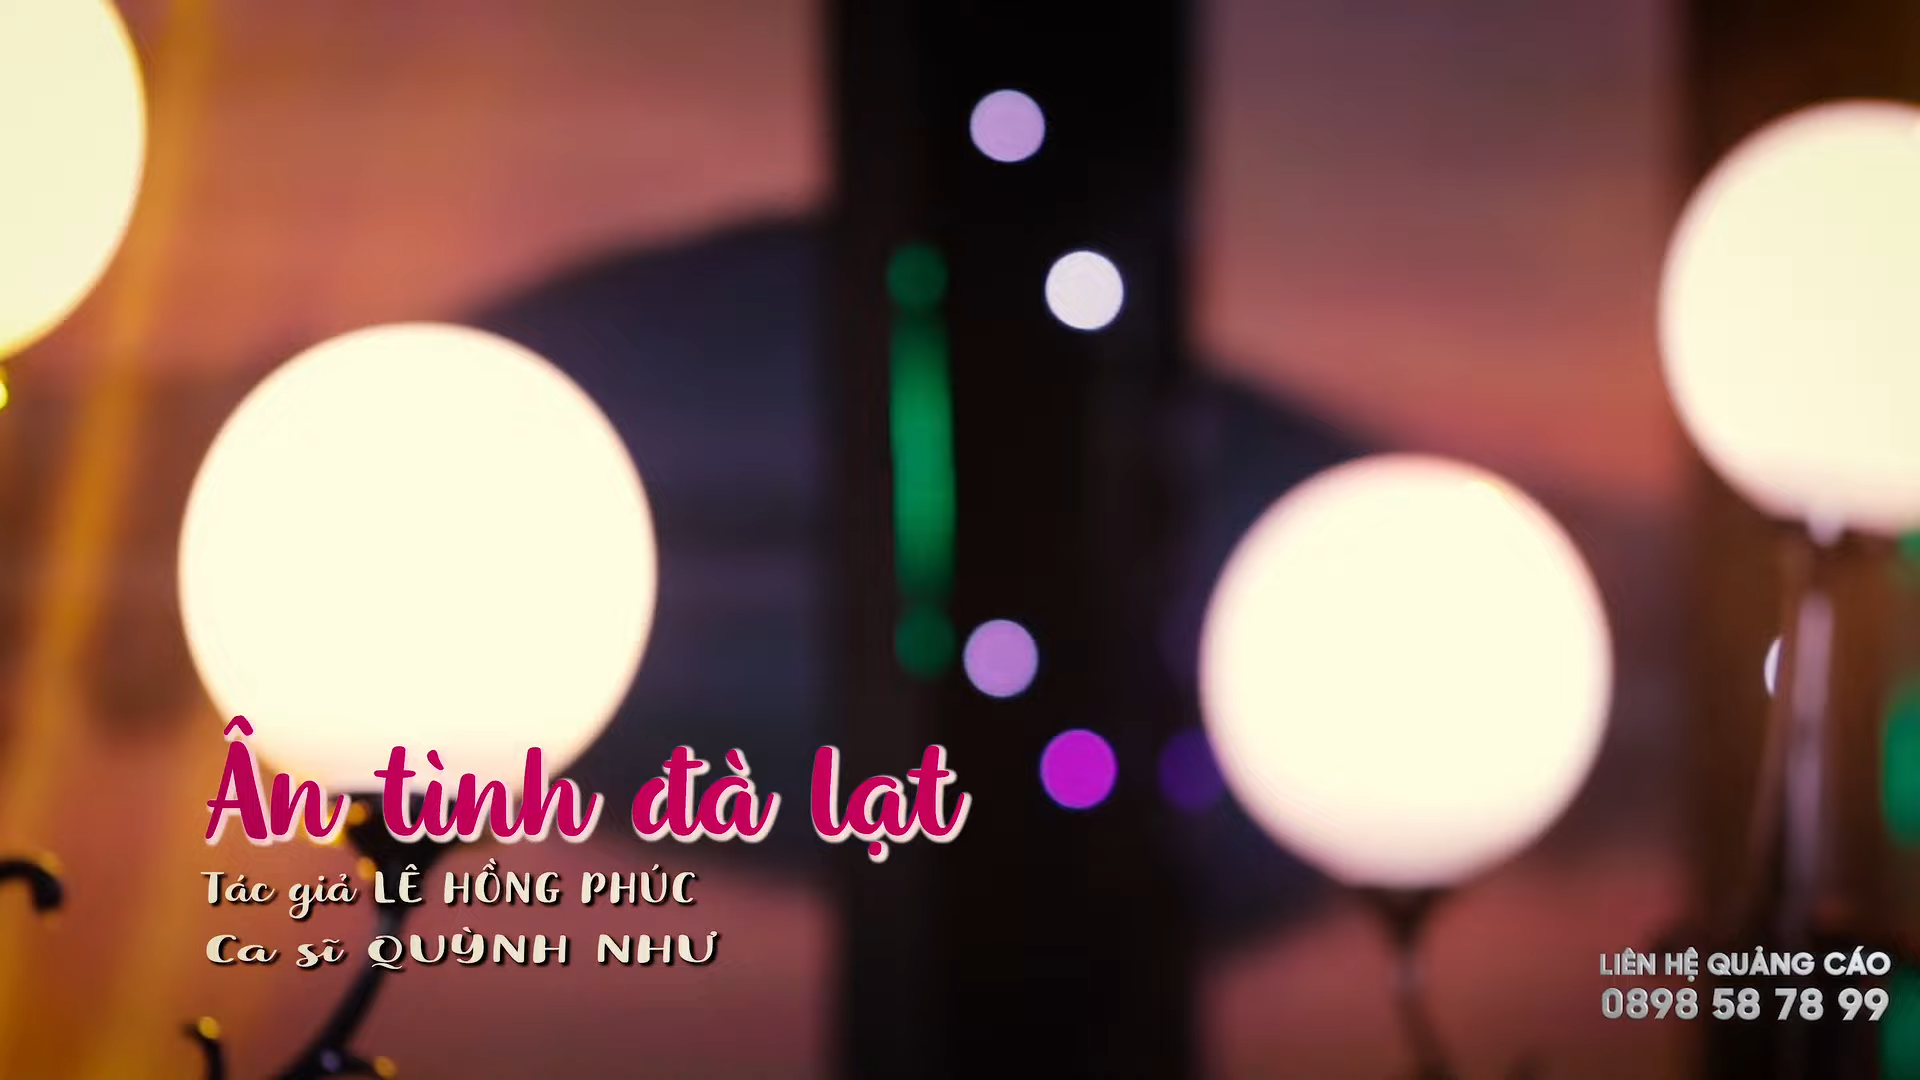 Ân tình đà lạt
Tác giả LÊ HỒNG PHÚC
Ca sĩ QUỲNH NHƯ
LIÊN HỆ QUẢNG CÁO
0898 58 78 99